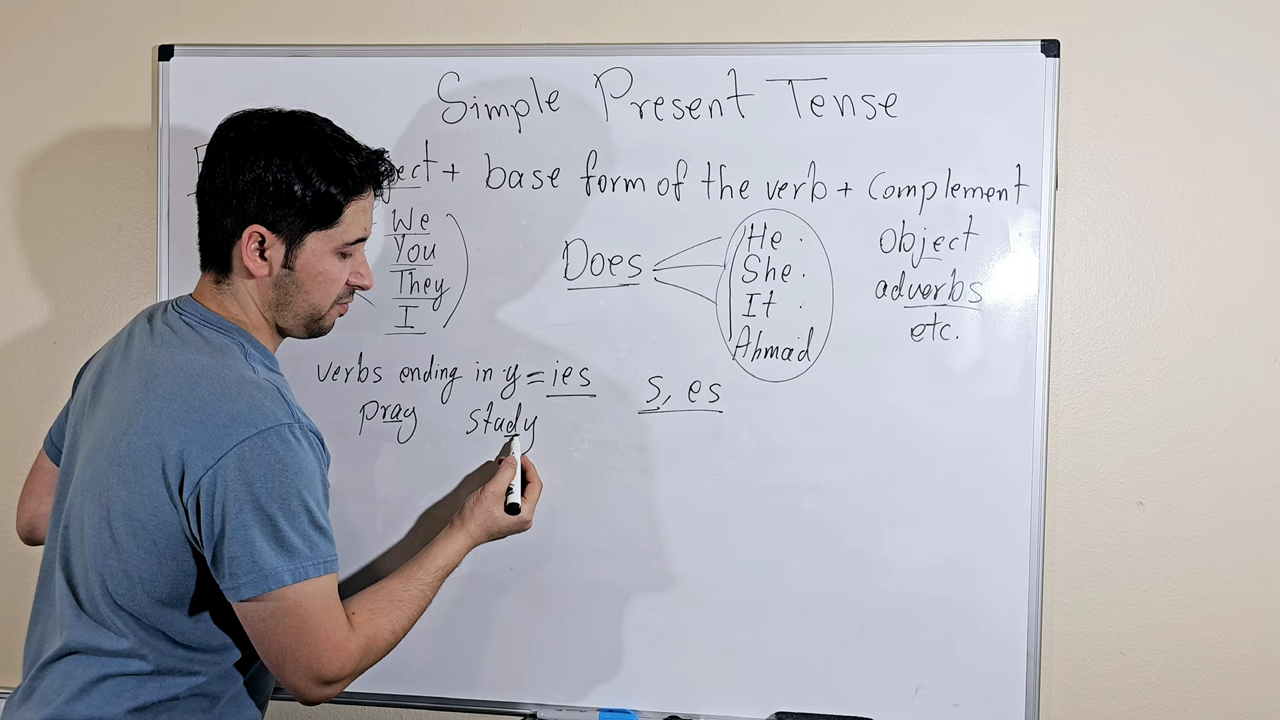 Simple Present Tense
+ base form of the verb + Complement
We
You
They
I
Does
He
She
It
Ahmad
Object
adverbs
etc.
verbs ending in y = ies
s, es
pray study